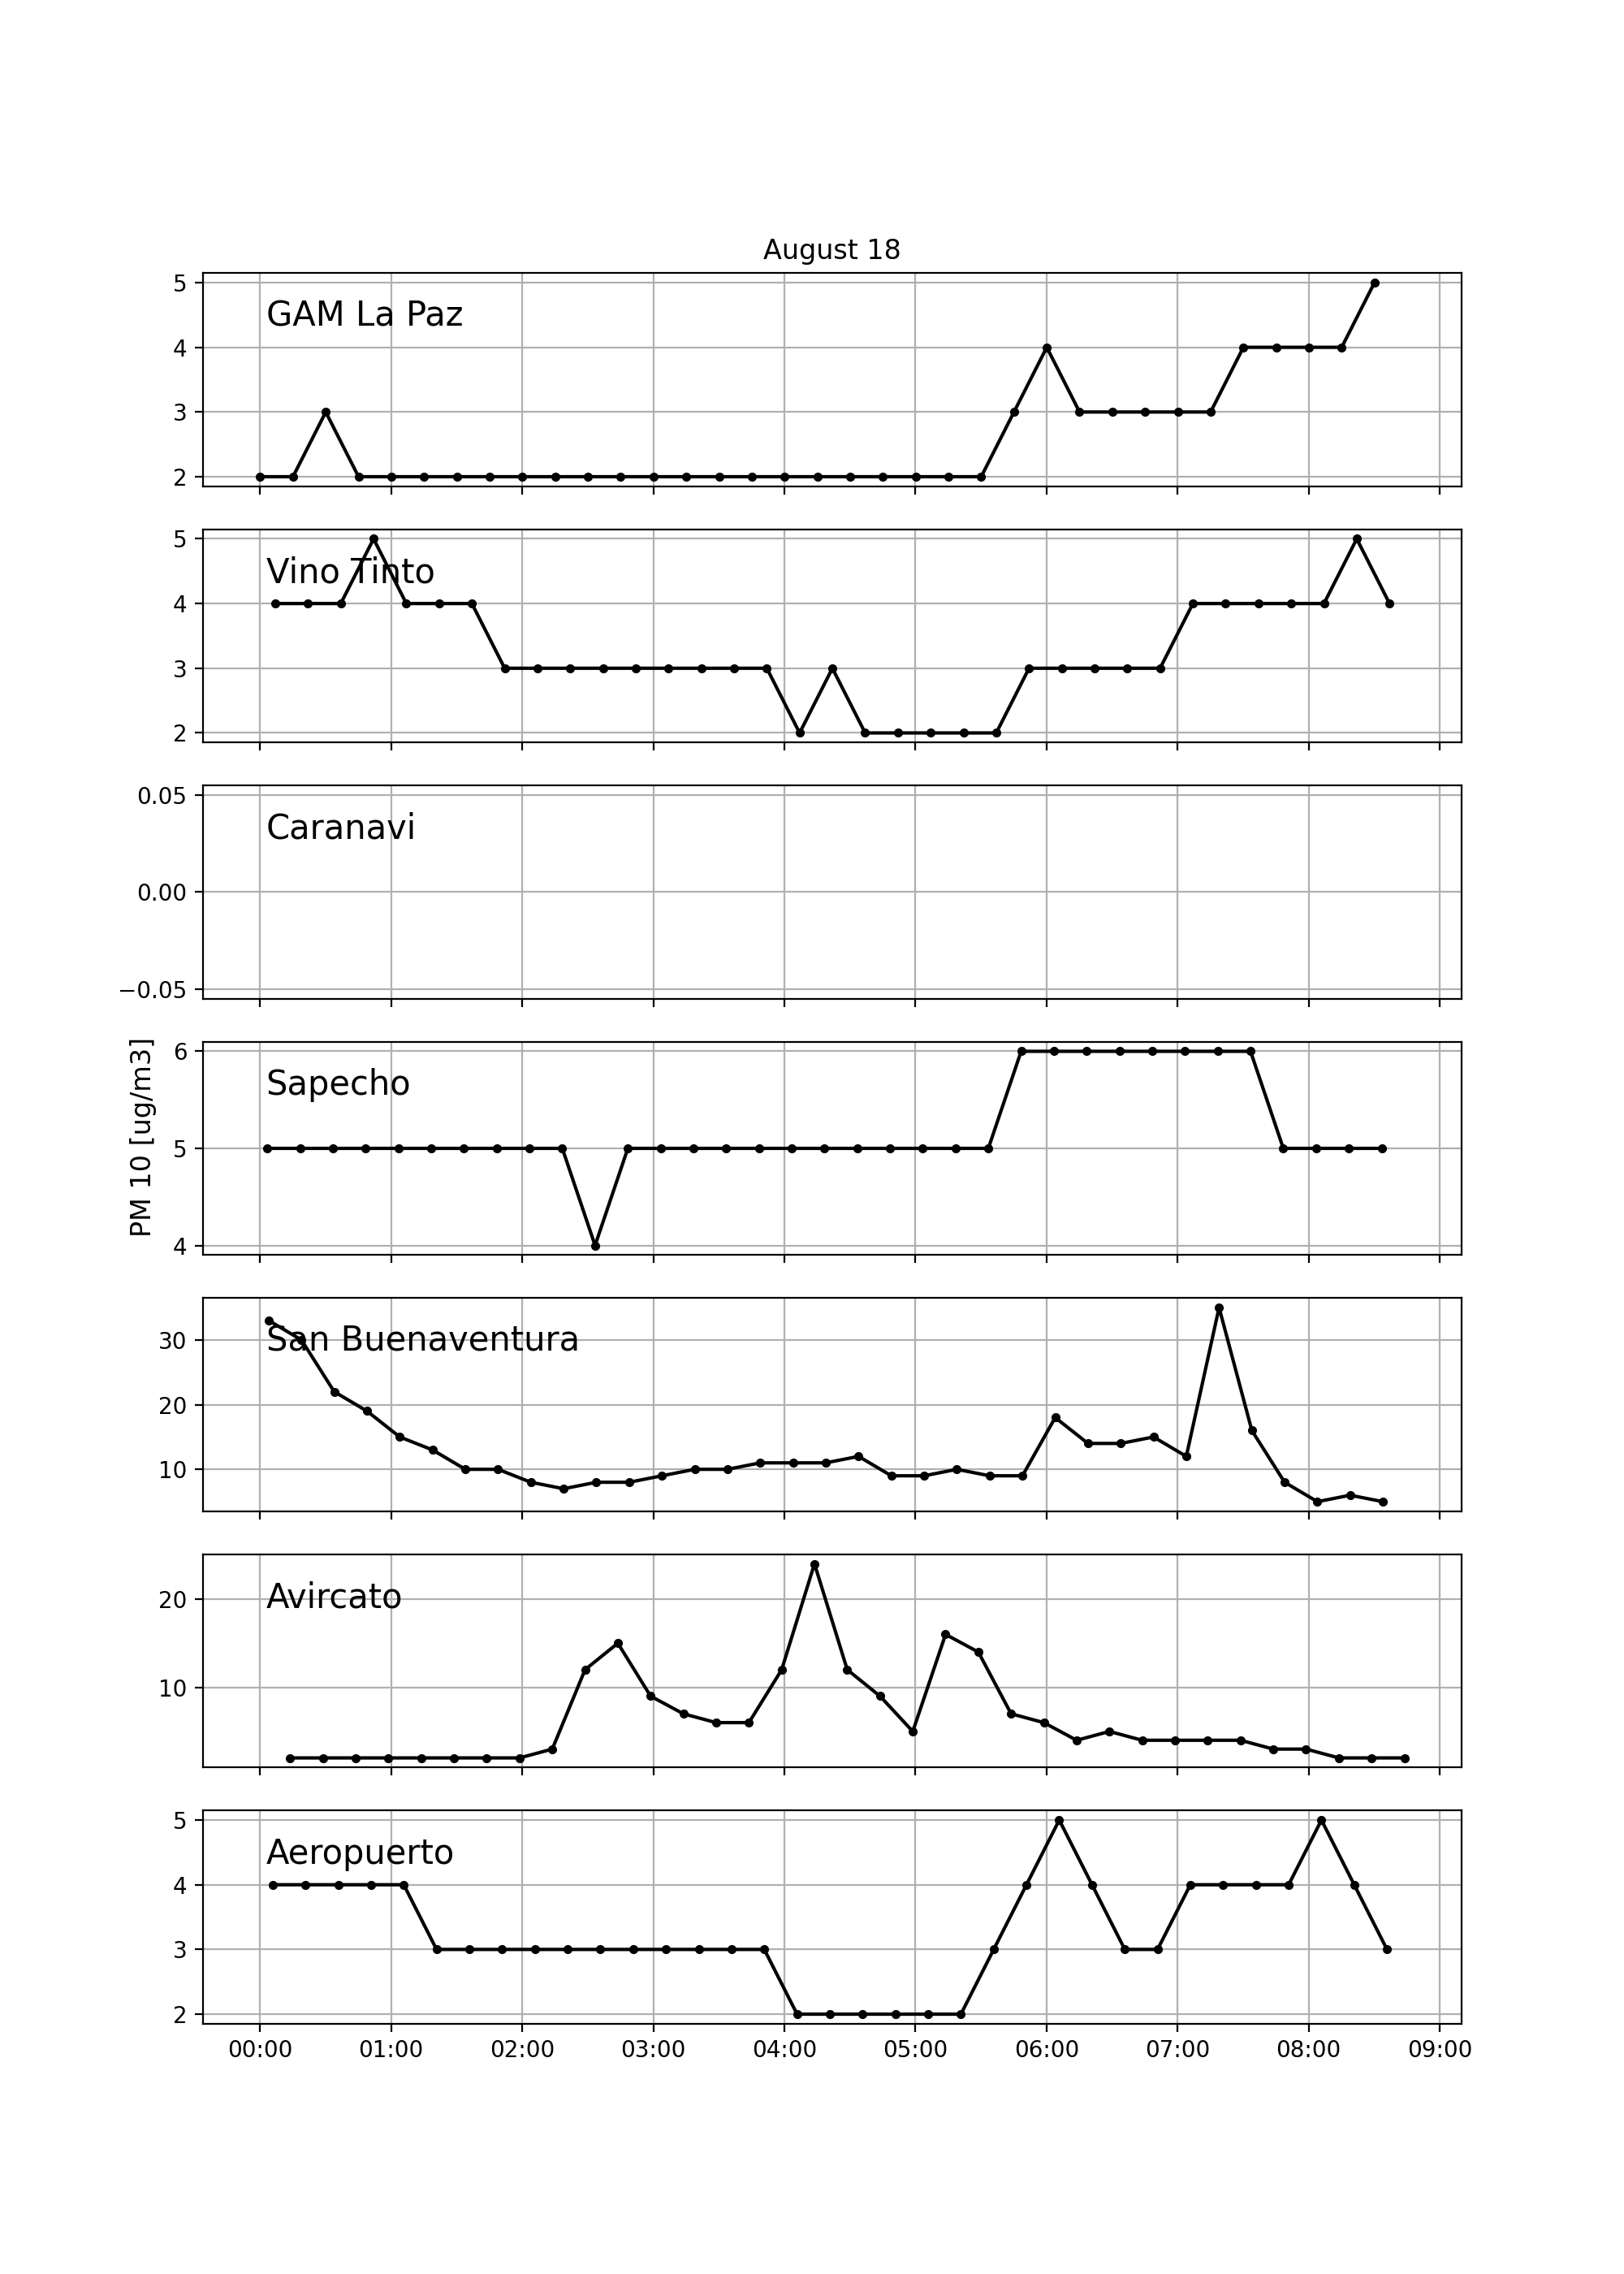 August 18
5
GAM La Paz
4
3
2
5
Vino Tinto
4
3
2
0.05
Caranavi
0.00
−0.05
PM 10 [ug/m3]
6
Sapecho
5
4
San Buenaventura
30
20
10
Avircato
20
10
5
Aeropuerto
4
3
2
00:00 01:00 02:00 03:00 04:00 05:00 06:00 07:00 08:00 09:00